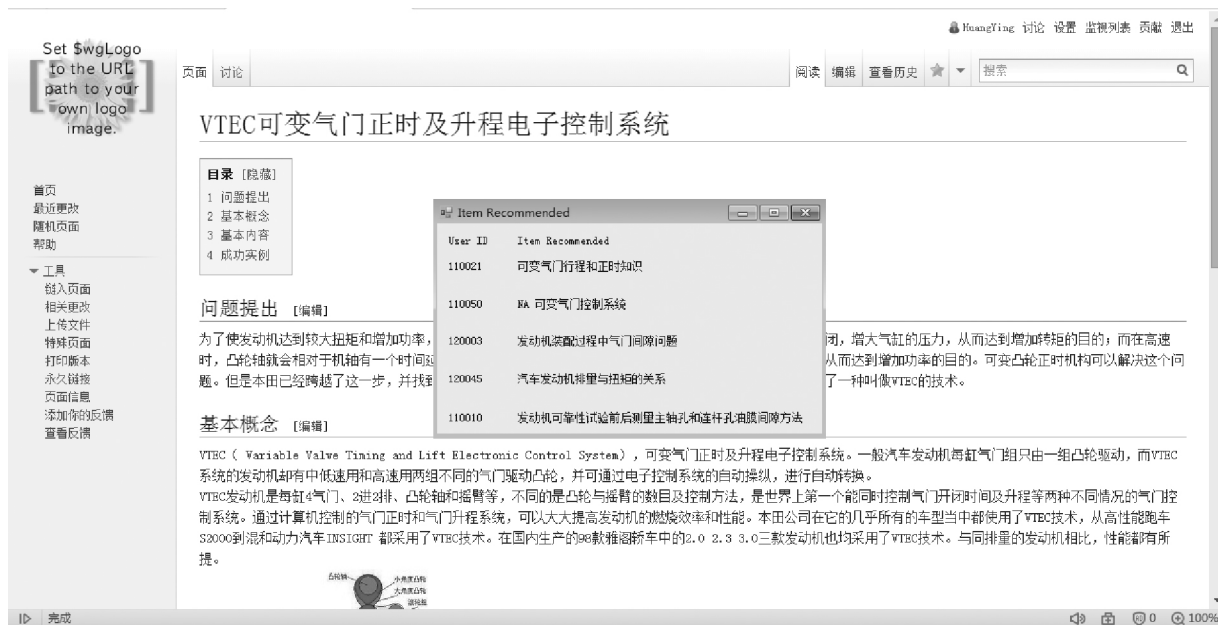 HuangYing 讨论 设置 监视列表 贡献 退出
Set $wgLogo
to the URL
path to your
own logo
image.
页面 讨论
阅读 编辑 查看历史 搜索
VTEC可变气门正时及升程电子控制系统
目录 [隐藏]
1 问题提出
2 基本概念
3 基本内容
4 成功实例
首页
最近更改
随机页面
帮助
工具
链入页面
相关更改
上传文件
特殊页面
打印版本
永久链接
页面信息
添加你的反馈
查看反馈
Item Recommended
User ID Item Recommended
110021 可变气门行程和正时知识
110050 NA 可变气门控制系统
120003 发动机装配过程中气门间隙问题
120045 汽车发动机排量与扭矩的关系
110010 发动机可靠性试验前后测量主轴孔和连杆孔油膜间隙方法
问题提出 [编辑]
为了使发动机达到较大扭矩和增加功率， 闭，增大气缸的压力，从而达到增加转矩的目的，而在高速
时，凸轮轴就会相对于机轴有一个时间延 从而达到增加功率的目的。可变凸轮正时机构可以解决这个问
题。但是本田已经跨越了这一步，并找到 了一种叫做VTEC的技术。
基本概念 [编辑]
VTEC（ Variable Valve Timing and Lift Electronic Control System），可变气门正时及升程电子控制系统。一般汽车发动机每缸气门组只由一组凸轮驱动，而VTEC
系统的发动机却有中低速用和高速用两组不同的气门驱动凸轮，并可通过电子控制系统的自动操纵，进行自动转换。
VTEC发动机是每缸4气门、2进2排、凸轮轴和摇臂等，不同的是凸轮与摇臂的数目及控制方法，是世界上第一个能同时控制气门开闭时间及升程等两种不同情况的气门控
制系统。通过计算机控制的气门正时和气门升程系统，可以大大提高发动机的燃烧效率和性能。本田公司在它的几乎所有的车型当中都使用了VTEC技术，从高性能跑车
S2000到混和动力汽车INSIGHT 都采用了VTEC技术。在国内生产的98款雅阁轿车中的2.0 2.3 3.0三款发动机也均采用了VTEC技术。与同排量的发动机相比，性能都有所
提。
凸轮轴 小角度凸轮
大角度凸轮
完成 0 100%